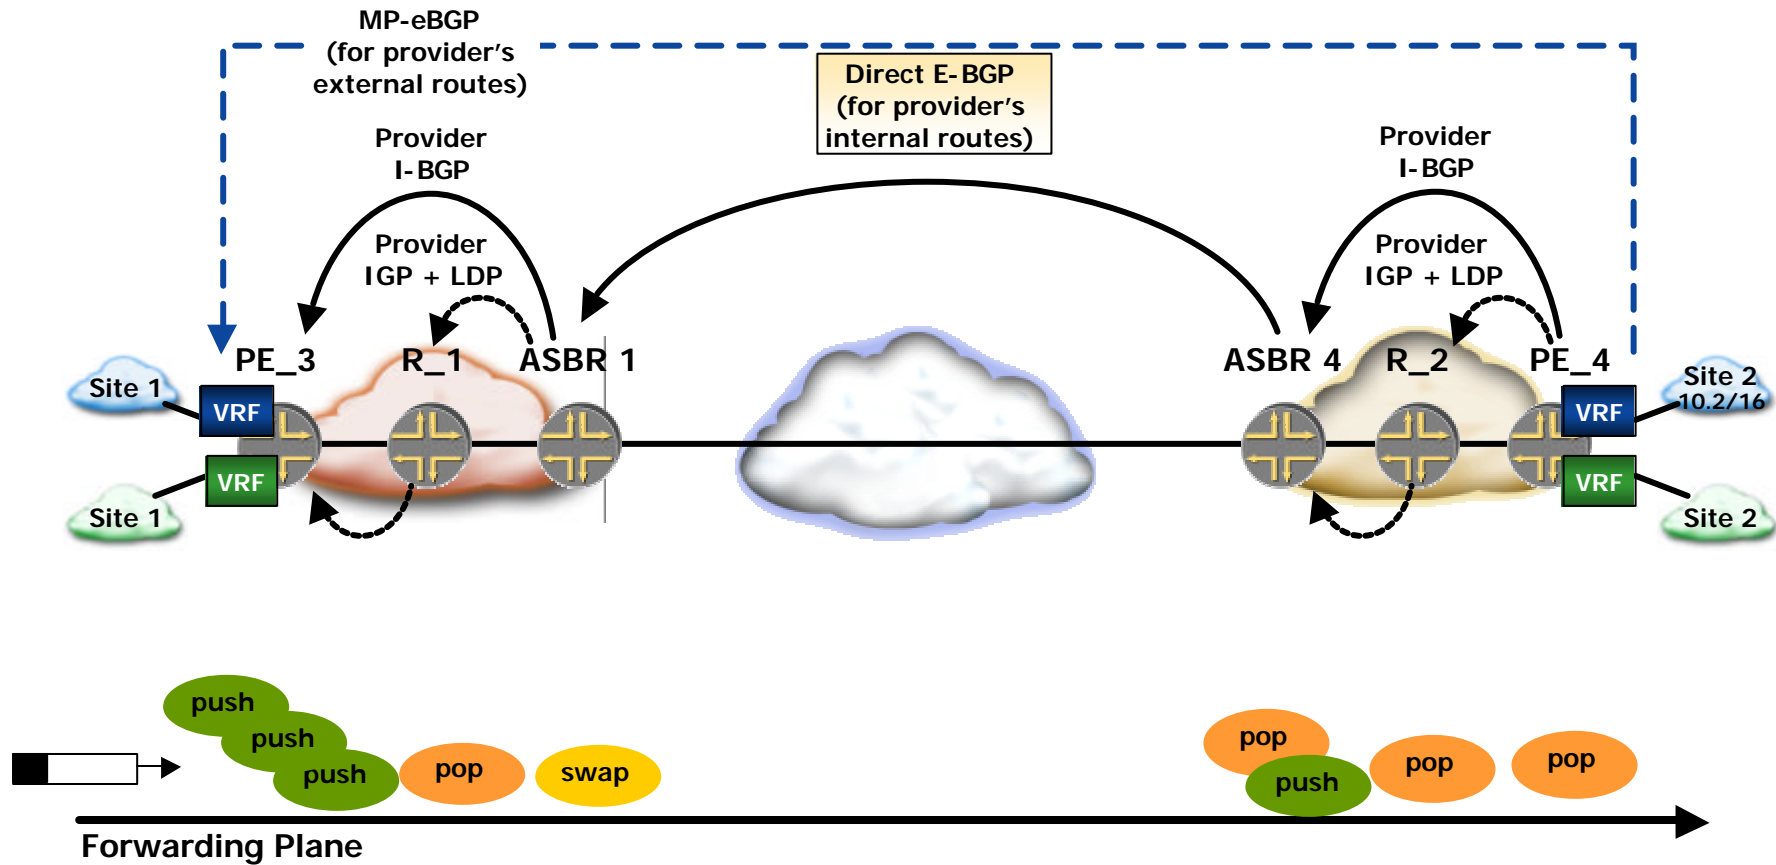 MP-eBGP
(for provider's
external routes)
Direct E-BGP
(for provider's
internal routes)
Provider
I-BGP
Provider
I-BGP
Provider
IGP + LDP
Provider
IGP + LDP
PE_3
R_1
ASBR 1
ASBR 4
R_2
PE_4
Site 1
VRF
VRF
Site 2
10.2/16
VRF
Site 1
VRF
Site 2
push
push
push
pop
swap
pop
push
pop
pop
Forwarding Plane